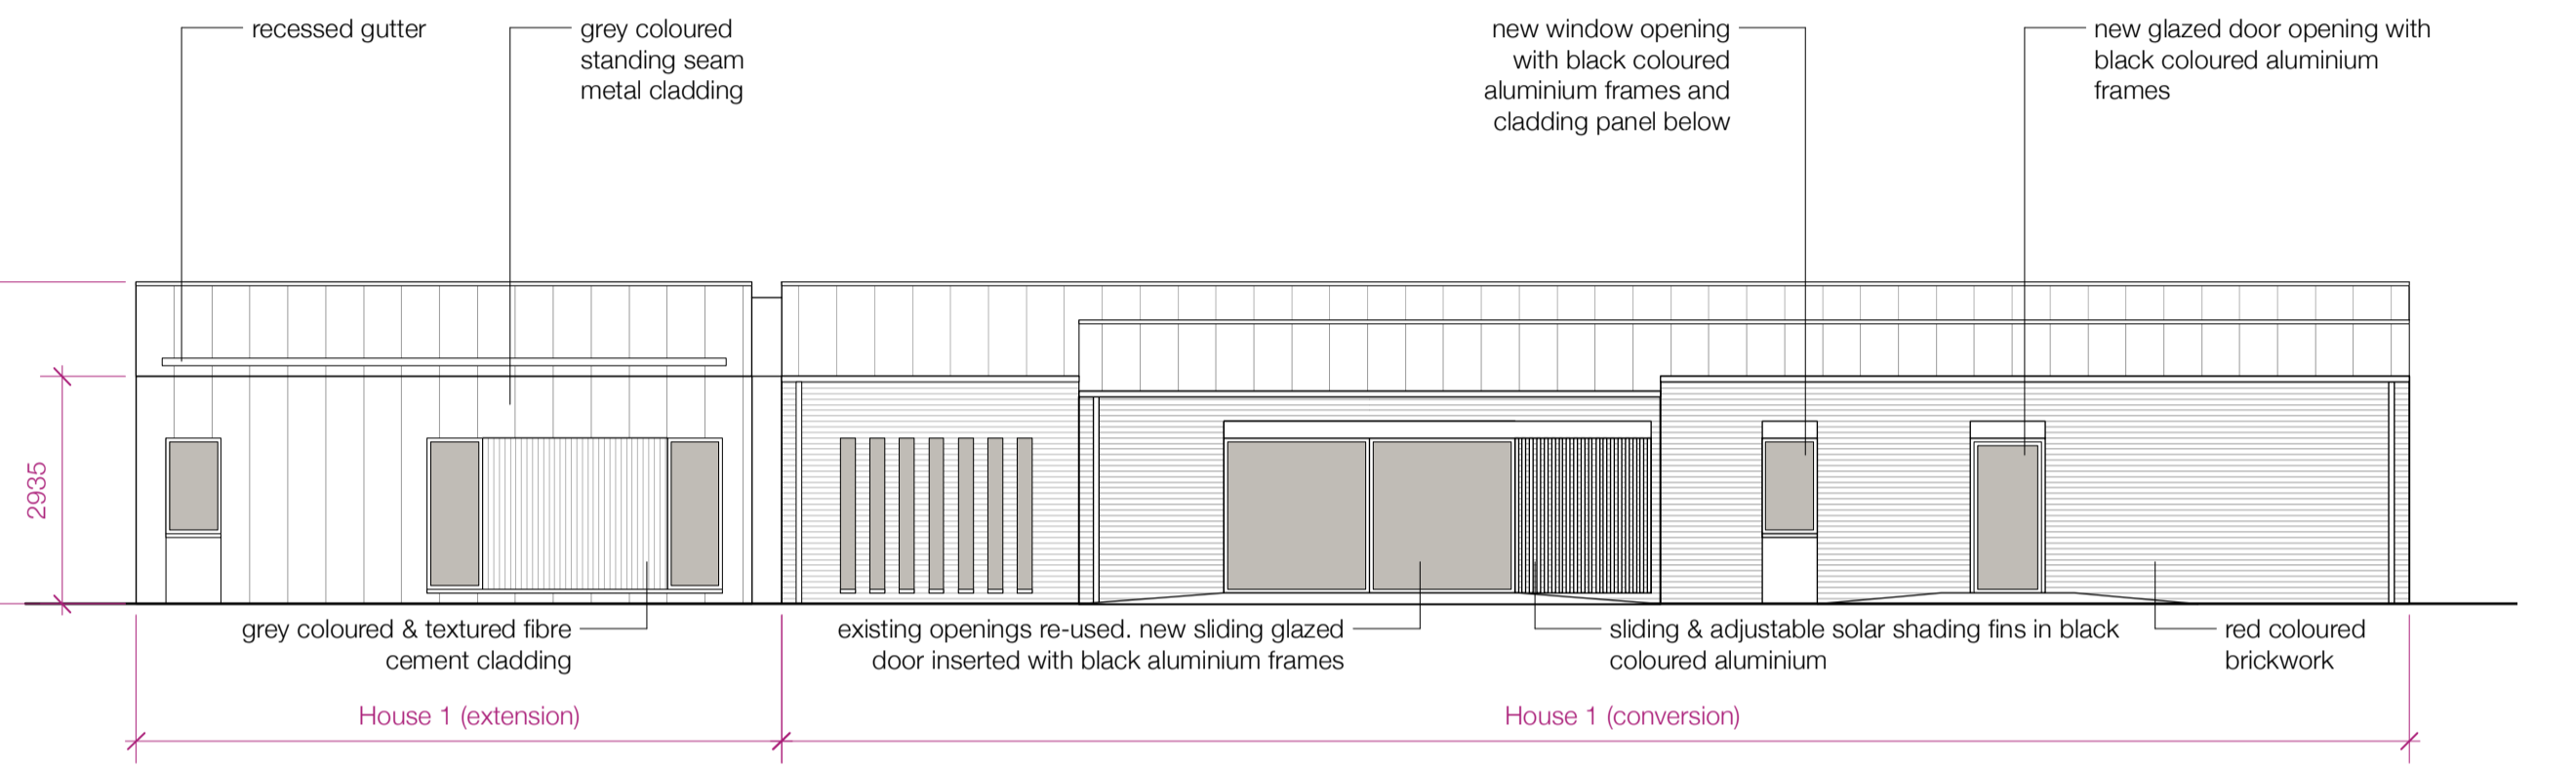 recessed gutter
grey coloured
standing seam
metal cladding
new window opening
with black coloured
aluminium frames and
cladding panel below
new glazed door opening with
black coloured aluminium
frames
2935
grey coloured & textured fibre
cement cladding
existing openings re-used. new sliding glazed
door inserted with black aluminium frames
sliding & adjustable solar shading fins in black
coloured aluminium
red coloured
brickwork
House 1 (extension)
House 1 (conversion)